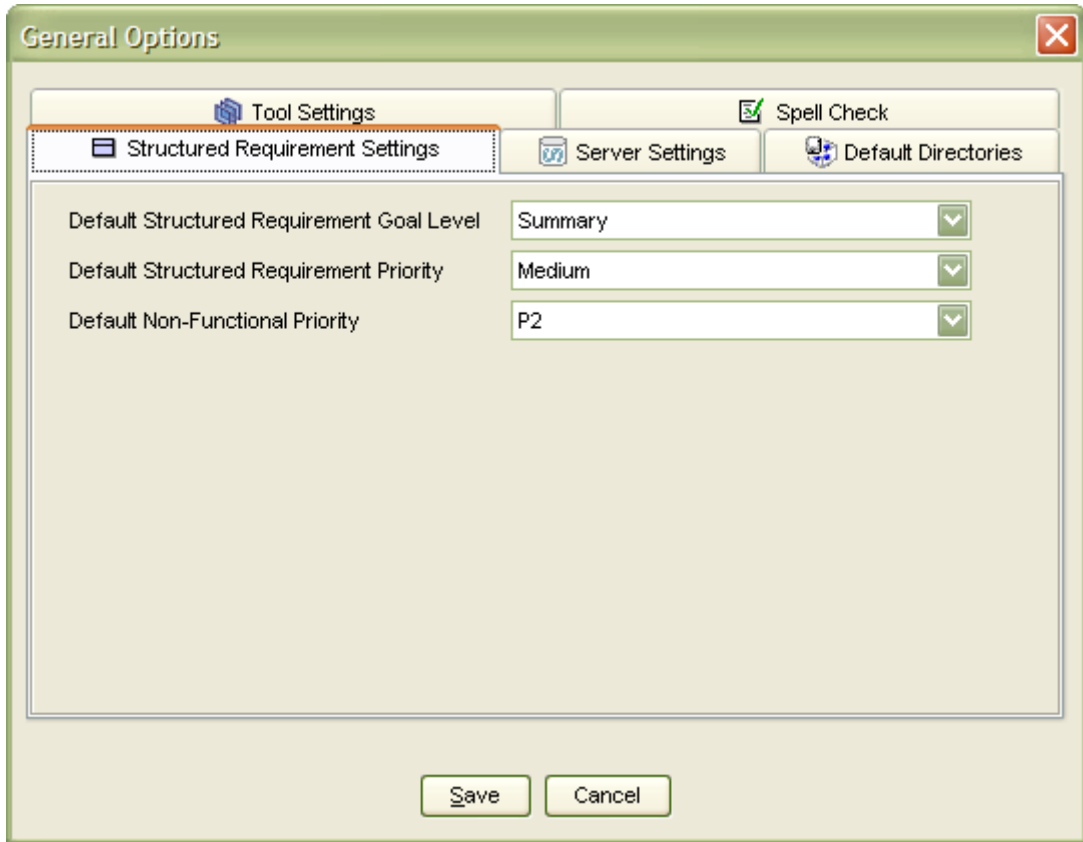 General Options
Tool Settings
Spell Check
Structured Requirement Settings
Server Settings
Default Directories
Default Structured Requirement Goal Level
Summary
Default Structured Requirement Priority
Medium
Default Non-Functional Priority
P2
Save
Cancel